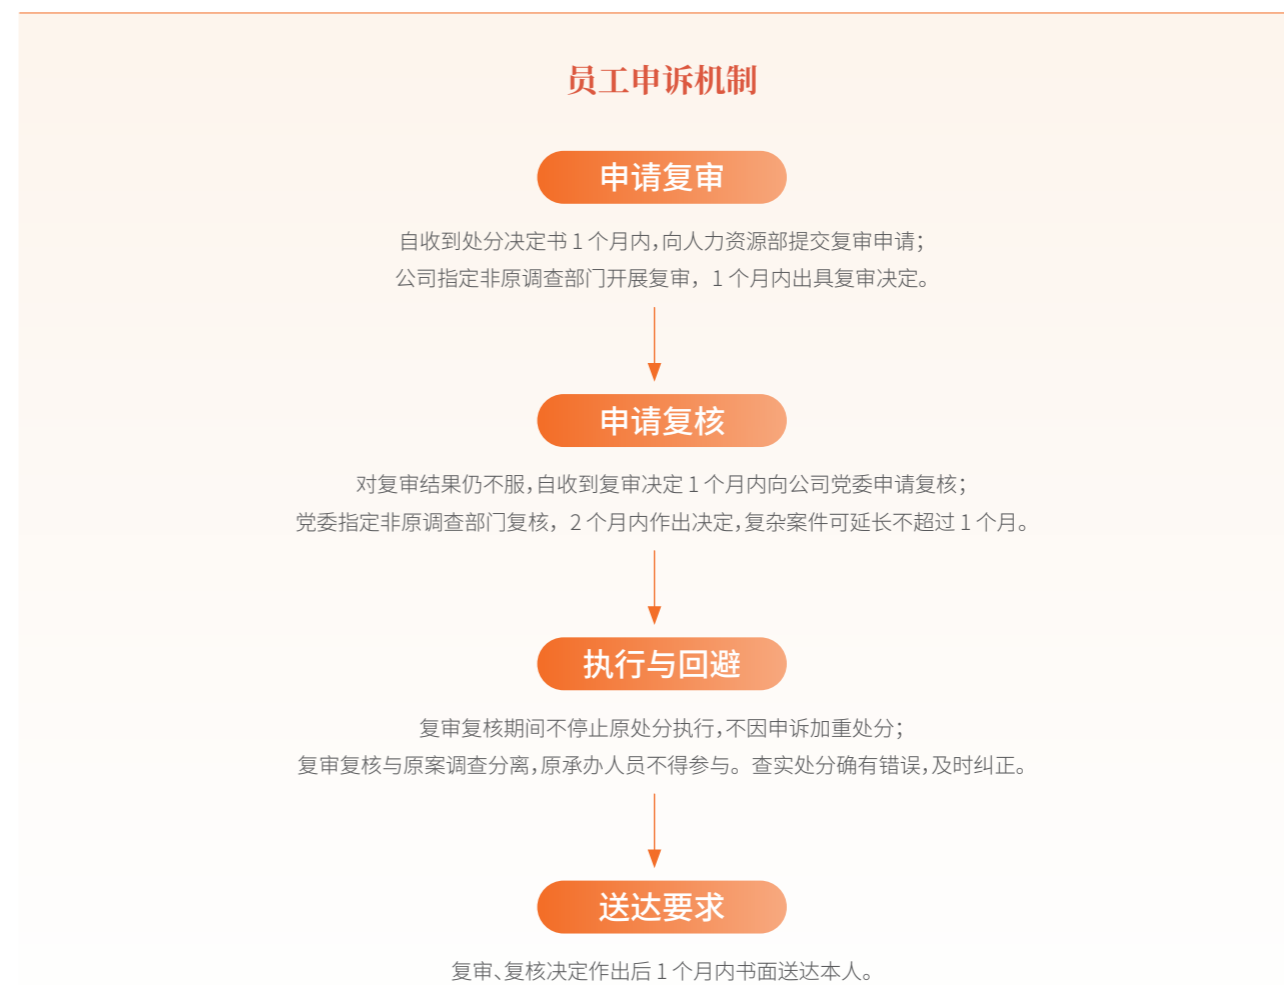 员工申诉机制
申请复审
自收到处分决定书 1 个月内，向人力资源部提交复审申请；
公司指定非原调查部门开展复审，1 个月内出具复审决定。
申请复核
对复审结果仍不服，自收到复审决定 1 个月内向公司党委申请复核；
党委指定非原调查部门复核，2 个月内作出决定，复杂案件可延长不超过 1 个月。
执行与回避
复审复核期间不停止原处分执行，不因申诉加重处分；
复审复核与原案调查分离，原承办人员不得参与。查实处分确有错误，及时纠正。
送达要求
复审、复核决定作出后 1 个月内书面送达本人。